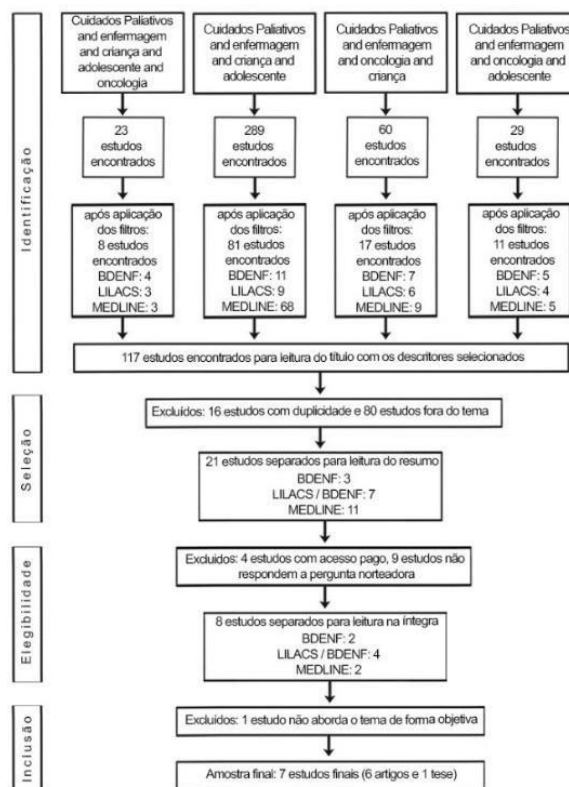 Cuidados Paliativos
and enfermagem
and criança and
adolescente and
oncologia
Cuidados Paliativos
and enfermagem
and criança and
adolescente
Cuidados Paliativos
and enfermagem
and oncologia and
criança
Cuidados Paliativos
and enfermagem
and oncologia and
adolescente
23
estudos
encontrados
289
estudos
encontrados
60
estudos
encontrados
29
estudos
encontrados
após aplicação
dos filtros:
8 estudos
encontrados
BDENF: 4
LILACS: 3
MEDLINE: 3
após aplicação
dos filtros:
81 estudos
encontrados
BDENF: 11
LILACS: 9
MEDLINE: 68
após aplicação
dos filtros:
17 estudos
encontrados
BDENF: 7
LILACS: 6
MEDLINE: 9
após aplicação
dos filtros:
11 estudos
encontrados
BDENF: 5
LILACS: 4
MEDLINE: 5
Identificação
117 estudos encontrados para leitura do título com os descritores selecionados
Excluídos: 16 estudos com duplicidade e 80 estudos fora do tema
Seleção
21 estudos separados para leitura do resumo
BDENF: 3
LILACS / BDENF: 7
MEDLINE: 11
Elegibilidade
Excluídos: 4 estudos com acesso pago, 9 estudos não
respondem a pergunta norteadora
8 estudos separados para leitura na íntegra
BDENF: 2
LILACS / BDENF: 4
MEDLINE: 2
Inclusão
Excluídos: 1 estudo não aborda o tema de forma objetiva
Amostra final: 7 estudos finais (6 artigos e 1 tese)